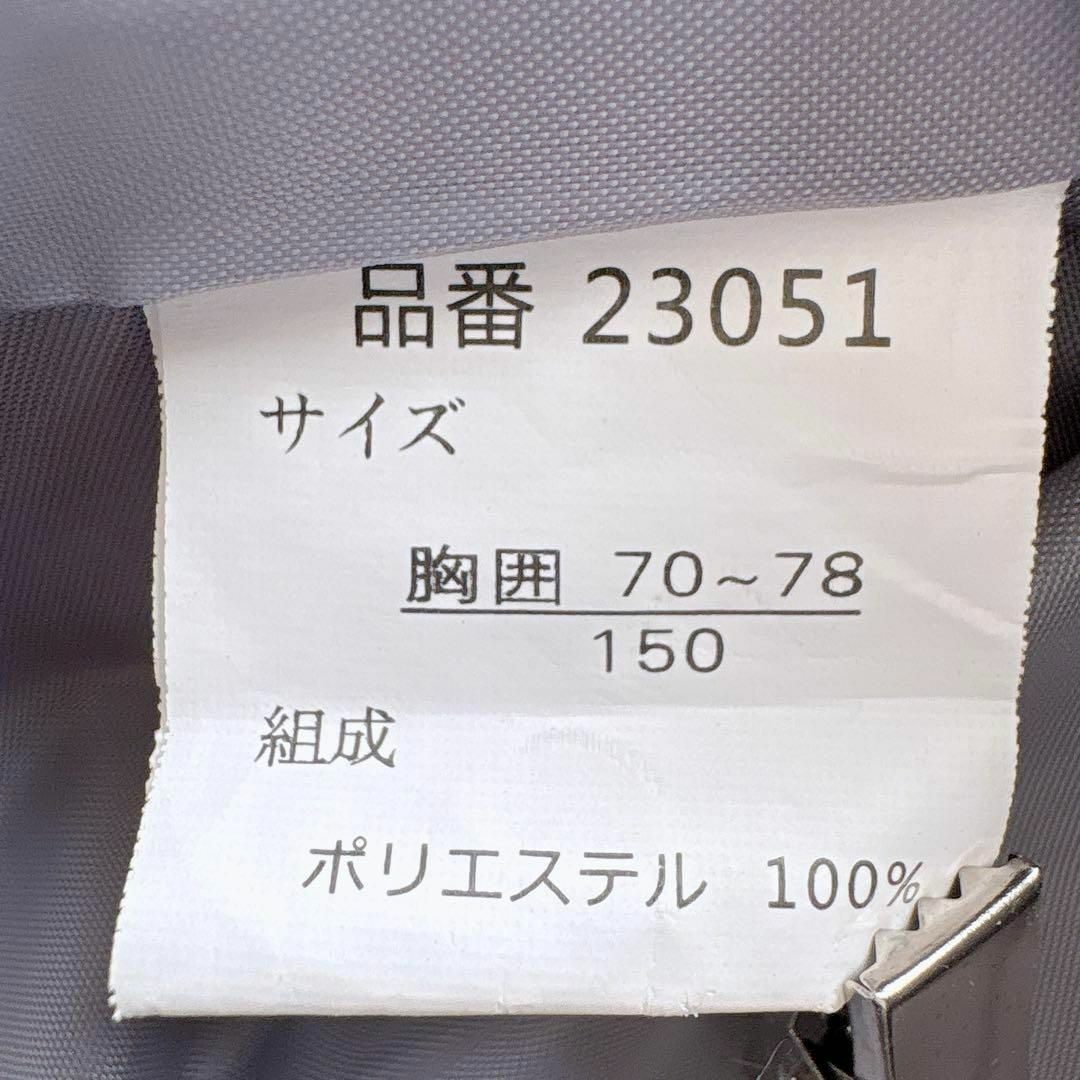 品番 23051
サイズ
胸囲 70~78
150
組成
ポリエステル 100%